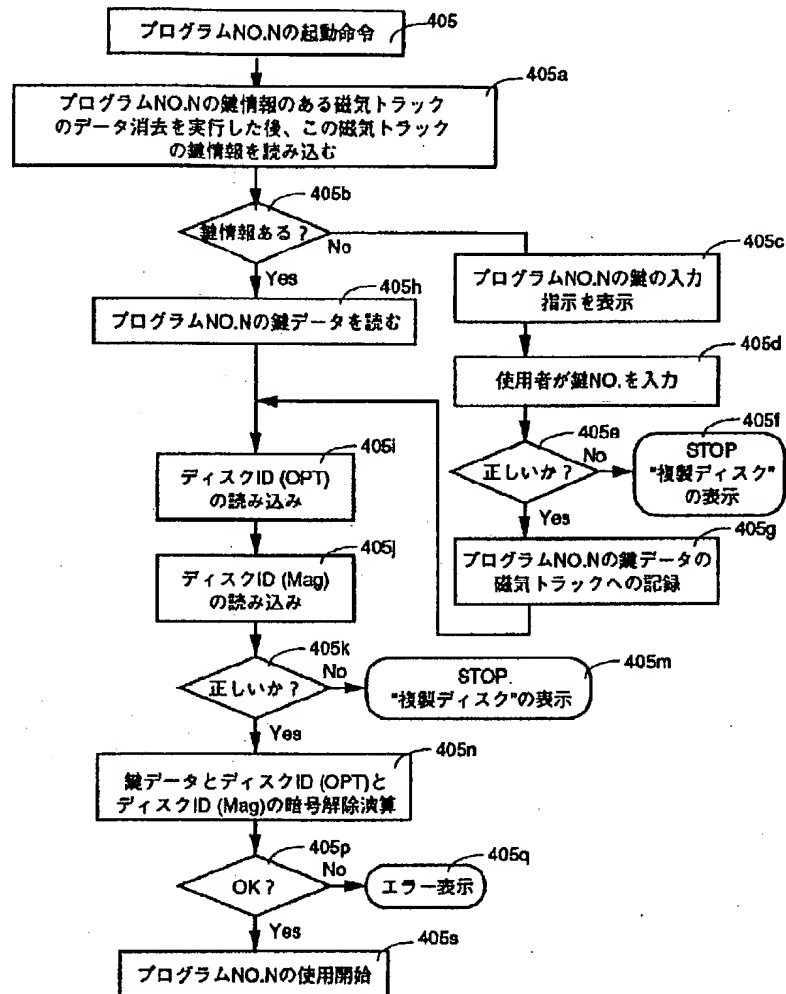 プログラムNO.Nの起動命令
405
405a
プログラムNO.Nの鍵情報のある磁気トラック
のデータ消去を実行した後、この磁気トラック
の鍵情報を読み込む
405b
鍵情報ある？
No
Yes
405c
プログラムNO.Nの鍵の入力
指示を表示
405h
プログラムNO.Nの鍵データを読む
405d
使用者が鍵NO.を入力
405e
正しいか？
No
Yes
405f
STOP
"複製ディスク"
の表示
405g
プログラムNO.Nの鍵データの
磁気トラックへの記録
405i
ディスクID (OPT)
の読み込み
405j
ディスクID (Mag)
の読み込み
405k
正しいか？
No
Yes
405m
STOP.
"複製ディスク"の表示
405n
鍵データとディスクID (OPT)と
ディスクID (Mag)の暗号解除演算
405p
OK？
No
Yes
405q
エラー表示
405s
プログラムNO.Nの使用開始